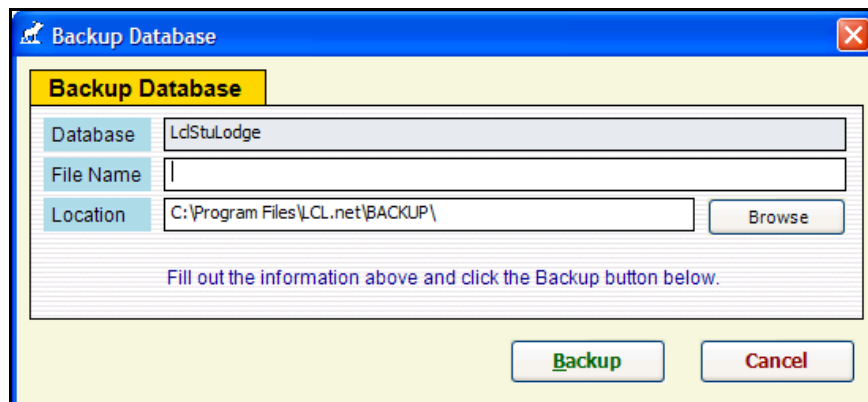 Backup Database
Backup Database
Database LclStuLodge
File Name
Location C:\Program Files\LCL.net\BACKUP\ Browse
Fill out the information above and click the Backup button below.
Backup Cancel